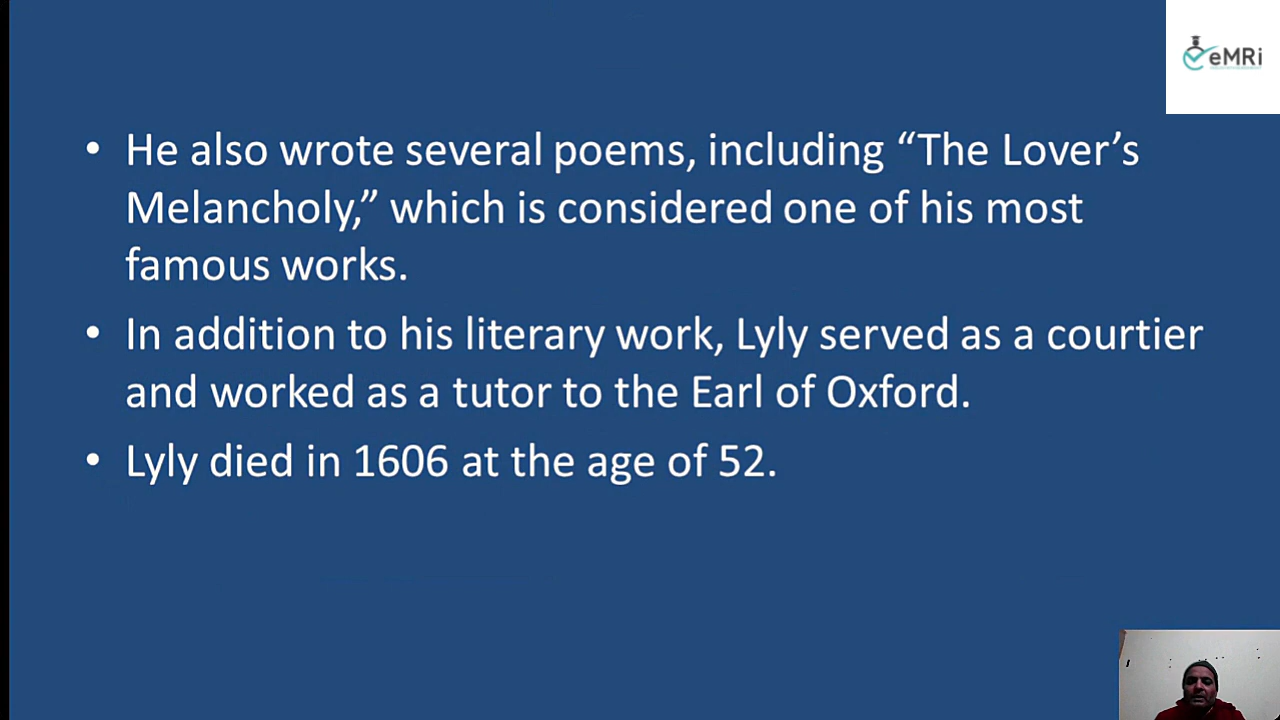 eMRi
• He also wrote several poems, including “The Lover’s
Melancholy,” which is considered one of his most
famous works.
• In addition to his literary work, Lyly served as a courtier
and worked as a tutor to the Earl of Oxford.
• Lyly died in 1606 at the age of 52.